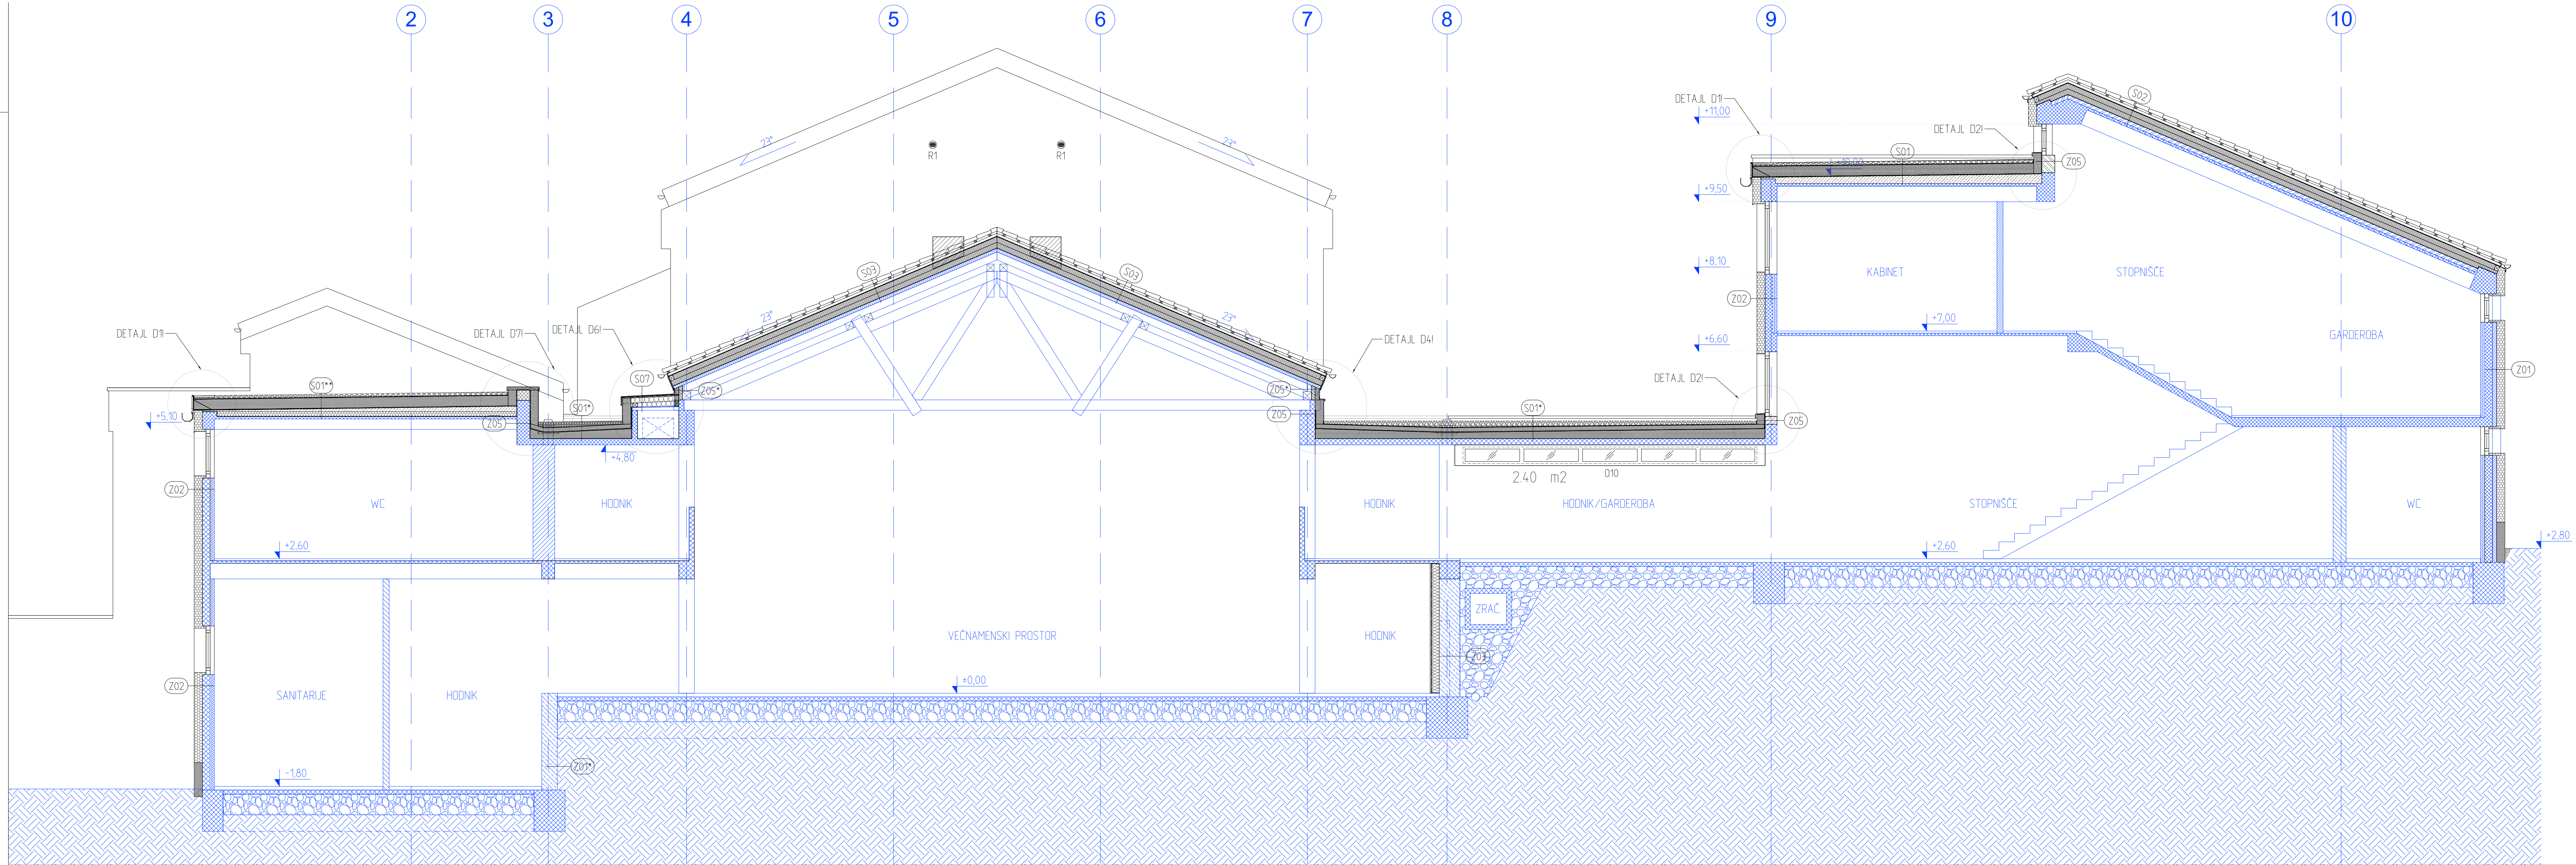 2 3 4 5 6 7 8 9 10
DETAJL D1!
+11,00
S02
DETAJL D2!
23°
23°
R1
R1
S01
Z05
+9,50
+8,10
KABINET
STOPNIŠČE
S03
S03
Z02
23°
23°
+7,00
DETAJL D1!
DETAJL D7!
DETAJL D6!
DETAJL D4!
+6,60
GARDEROBA
Z01
S01**
S07
DETAJL D2!
Z05*
Z05*
S01*
S01*
+5,10
Z05
Z05
Z05
+4,80
2.40 m2
O10
Z02
WC
HODNIK
HODNIK
HODNIK/GARDEROBA
STOPNIŠČE
WC
+2,80
+2,60
+2,60
ZRAČ.
VEČNAMENSKI PROSTOR
HODNIK
±0,00
Z02
SANITARIJE
HODNIK
-1,80
Z01*